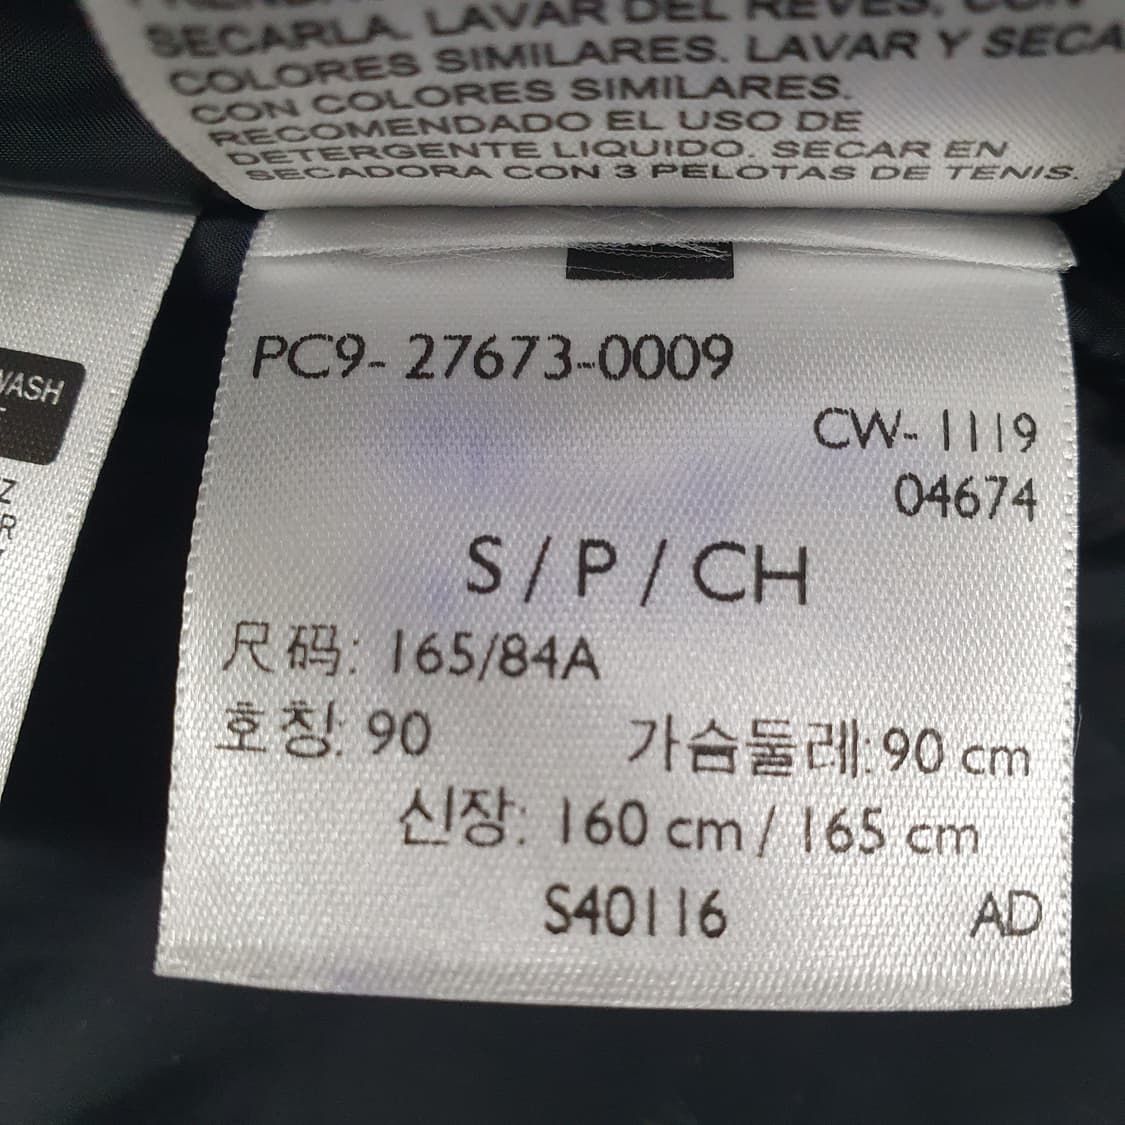 SECARLA. LAVAR DEL REVES. CON
COLORES SIMILARES. LAVAR Y SECA
CON COLORES SIMILARES.
RECOMENDADO EL USO DE
DETERGENTE LIQUIDO. SECAR EN
SECADORA CON 3 PELOTAS DE TENIS.
WASH
Z
R
PC9- 27673-0009
CW- 1119
04674
S / P / CH
尺码: 165/84A
호칭: 90 가슴둘레: 90 cm
신장: 160 cm / 165 cm
S40116 AD